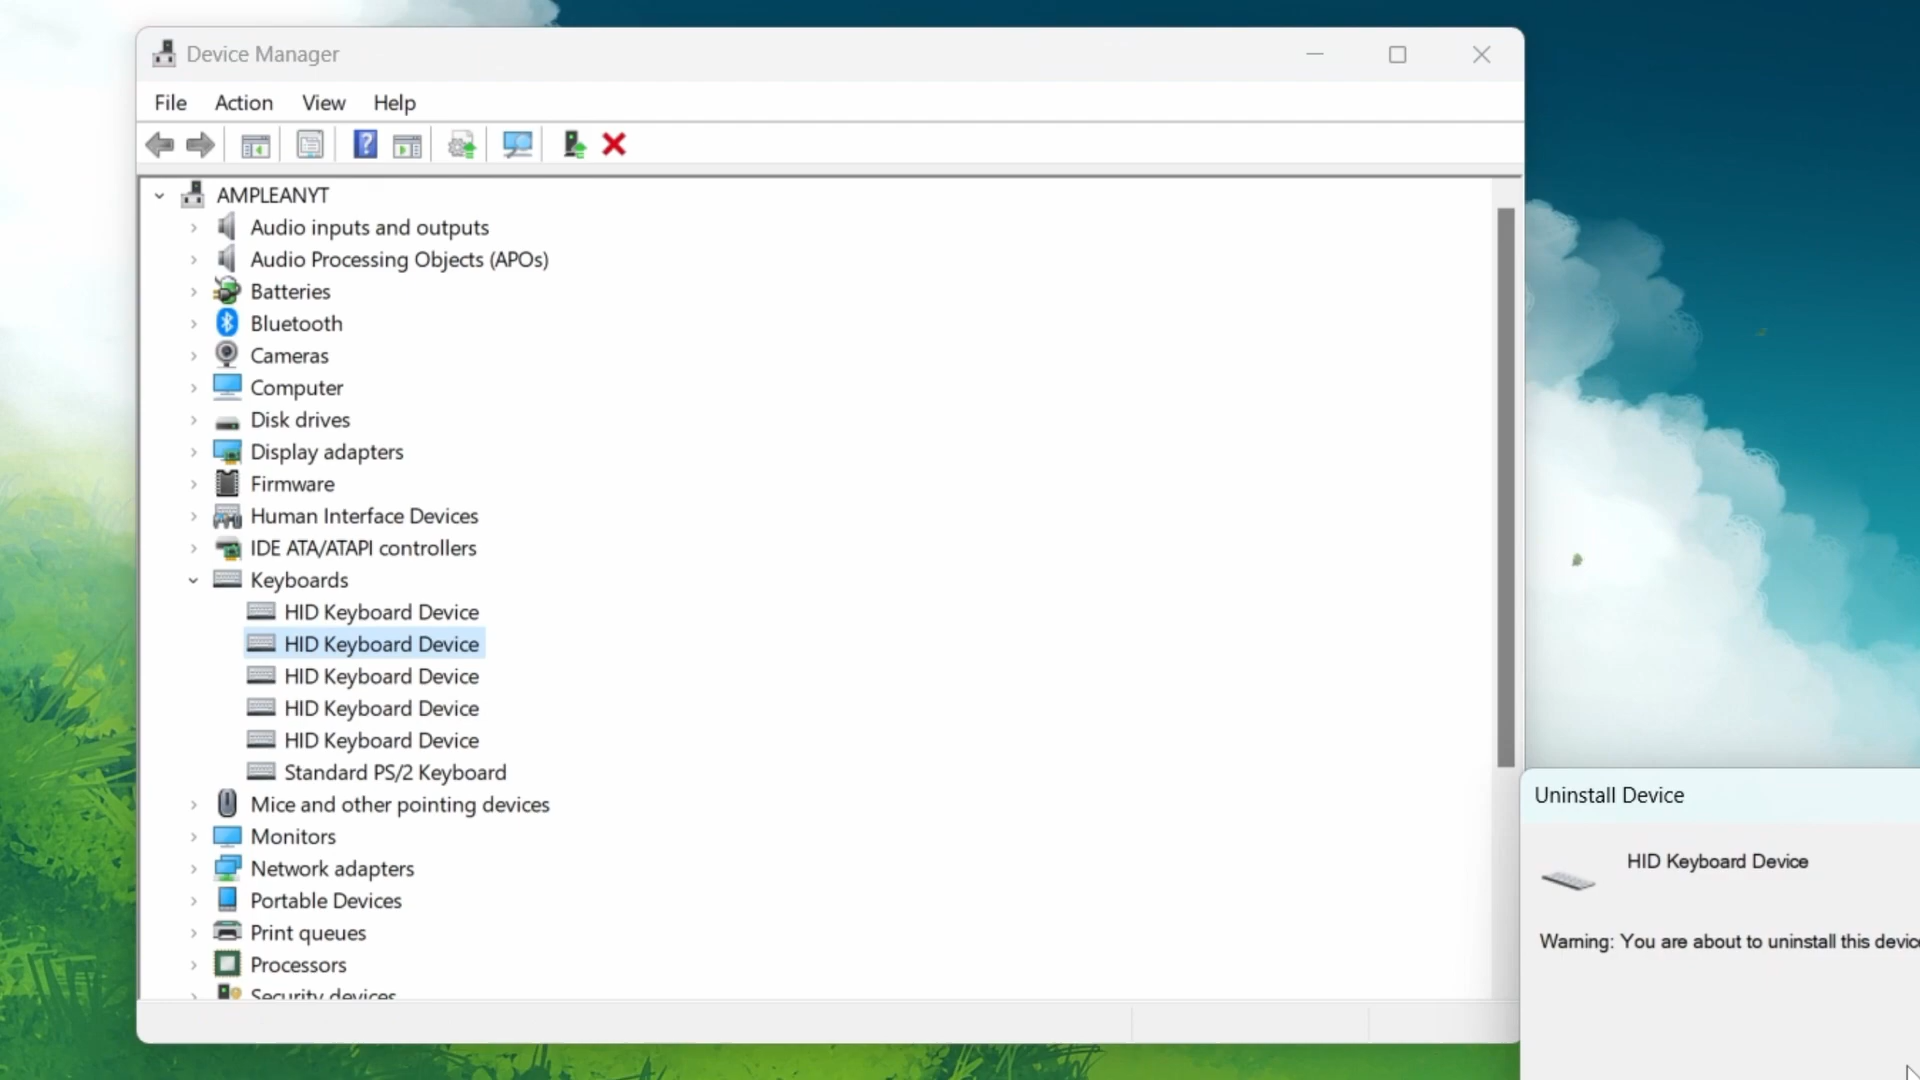 Device Manager
File Action View Help
AMPLEANYT
Audio inputs and outputs
Audio Processing Objects (APOs)
Batteries
Bluetooth
Cameras
Computer
Disk drives
Display adapters
Firmware
Human Interface Devices
IDE ATA/ATAPI controllers
Keyboards
HID Keyboard Device
HID Keyboard Device
HID Keyboard Device
HID Keyboard Device
HID Keyboard Device
Standard PS/2 Keyboard
Mice and other pointing devices
Monitors
Network adapters
Portable Devices
Print queues
Processors
Security devices
Uninstall Device
HID Keyboard Device
Warning: You are about to uninstall this device